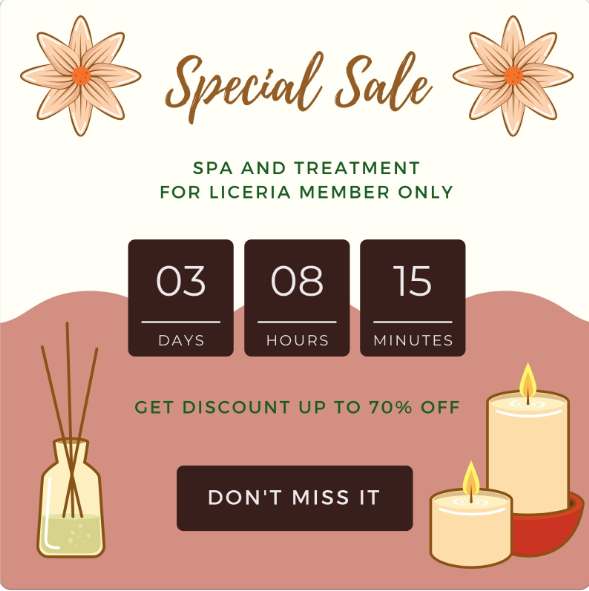 Special Sale
SPA AND TREATMENT
FOR LICERIA MEMBER ONLY
03 08 15
DAYS HOURS MINUTES
GET DISCOUNT UP TO 70% OFF
DON'T MISS IT